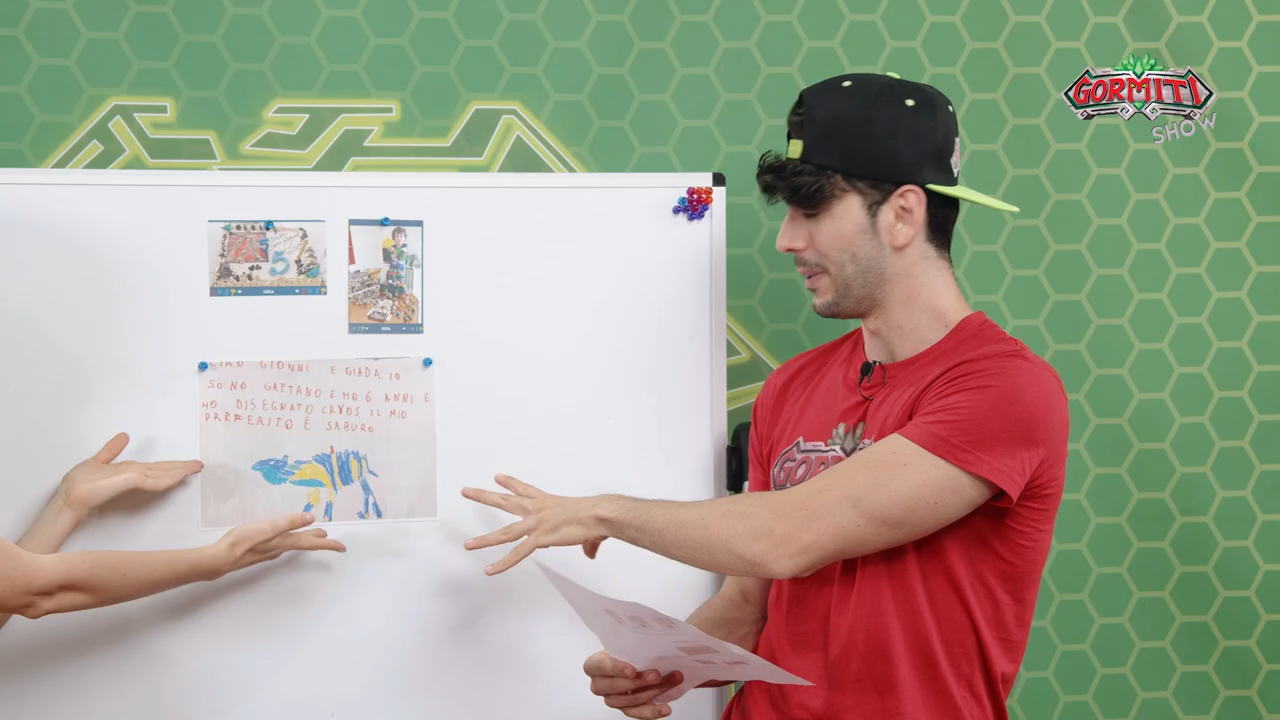 GORMITI
SHOW
5
CIAO GIONNI E GIADA IO
SONO GAETANO E HO 6 ANNI E
HO DISEGNATO CRYOS IL MIO
PREFERITO È SABURO
GORMITI